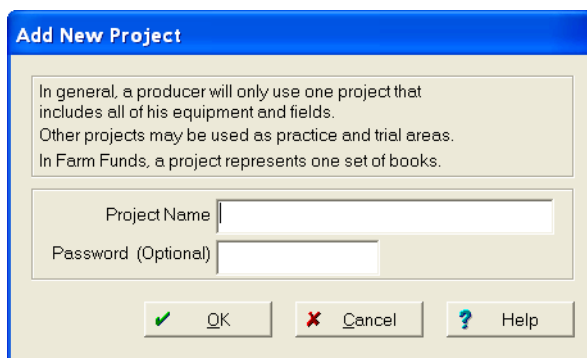 Add New Project
In general, a producer will only use one project that
includes all of his equipment and fields.
Other projects may be used as practice and trial areas.
In Farm Funds, a project represents one set of books.
Project Name
Password (Optional)
OK
Cancel
Help